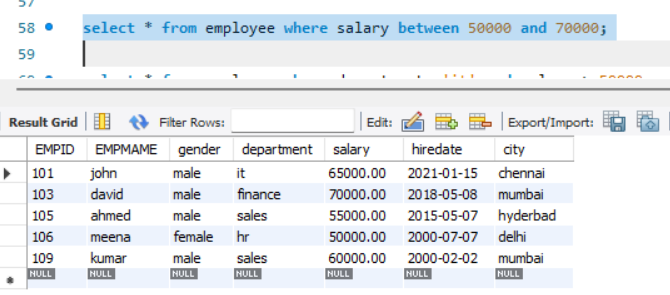 57
58 select * from employee where salary between 50000 and 70000;
59
Result Grid Filter Rows: Edit: Export/Import:
EMPID EMPMAME gender department salary hiredate city
101 john male it 65000.00 2021-01-15 chennai
103 david male finance 70000.00 2018-05-08 mumbai
105 ahmed male sales 55000.00 2015-05-07 hyderbad
106 meena female hr 50000.00 2000-07-07 delhi
109 kumar male sales 60000.00 2000-02-02 mumbai
NULL NULL NULL NULL NULL NULL NULL